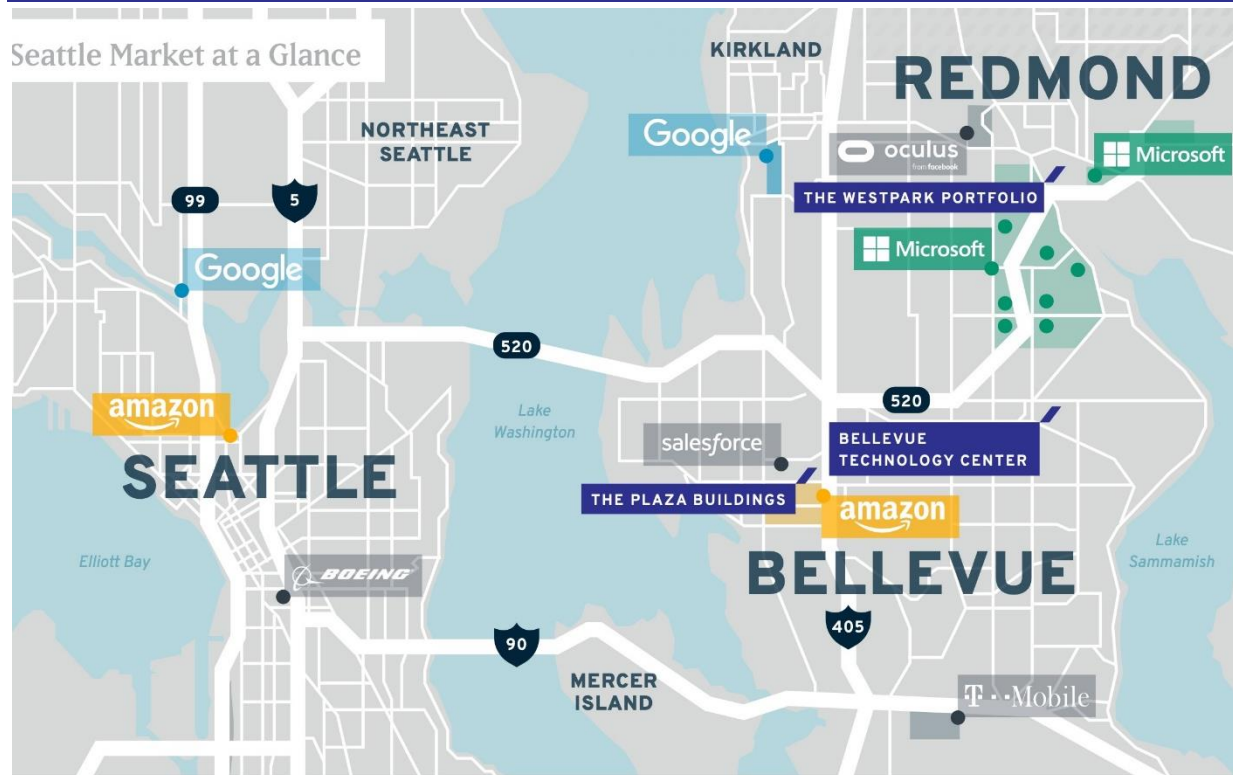 Seattle Market at a Glance
KIRKLAND
REDMOND
NORTHEAST
SEATTLE
Google
oculus
from facebook
Microsoft
THE WESTPARK PORTFOLIO
99
5
Google
Microsoft
520
520
amazon
Lake
Washington
salesforce
BELLEVUE
TECHNOLOGY CENTER
SEATTLE
THE PLAZA BUILDINGS
amazon
Elliott Bay
Lake
Sammamish
BOEING
BELLEVUE
405
90
MERCER
ISLAND
T··Mobile